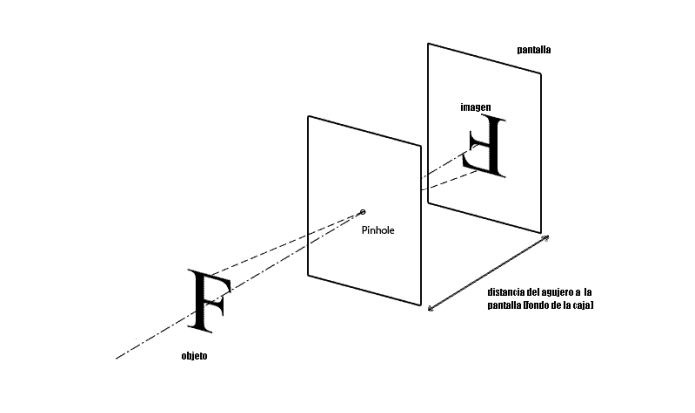 pantalla
imagen
Pinhole
F
objeto
distancia del agujero a la
pantalla [fondo de la caja]